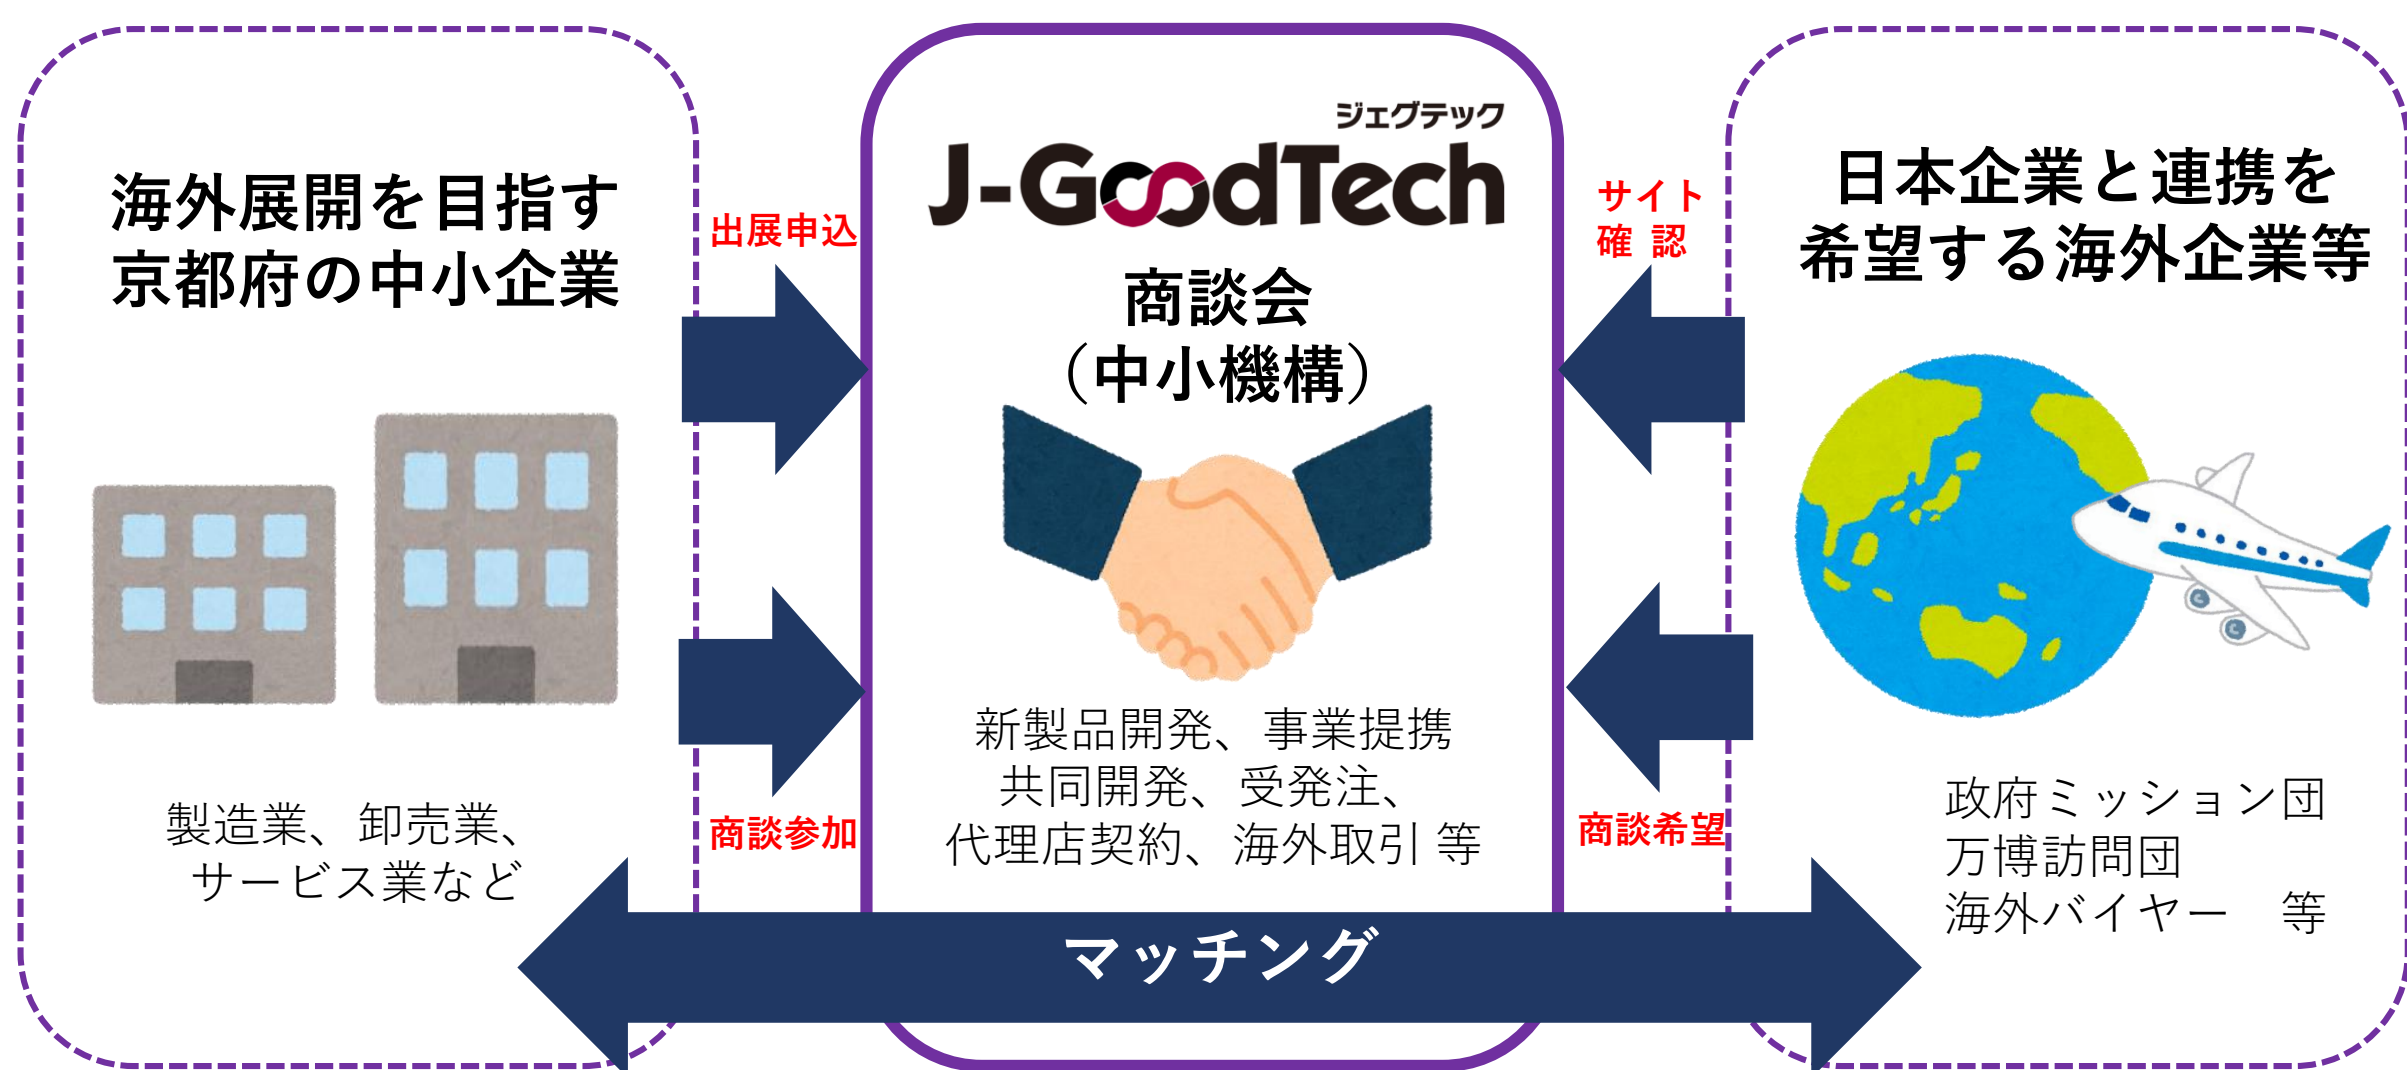 海外展開を目指す
京都府の中小企業
製造業、卸売業、
サービス業など
出展申込
商談参加
ジェグテック
J-GoodTech
商談会
（中小機構）
新製品開発、事業提携
共同開発、受発注、
代理店契約、海外取引 等
サイト
確 認
商談希望
日本企業と連携を
希望する海外企業等
政府ミッション団
万博訪問団
海外バイヤー　等
マッチング